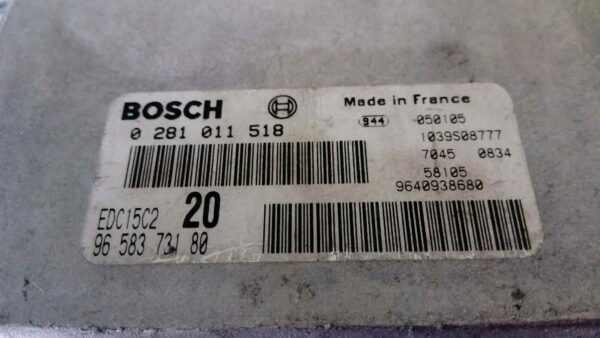 BOSCH
0 281 011 518
EDC15C2 20
96 583 731 80
Made in France
944 050105
1039S08777
7045 0834
58105
9640938680